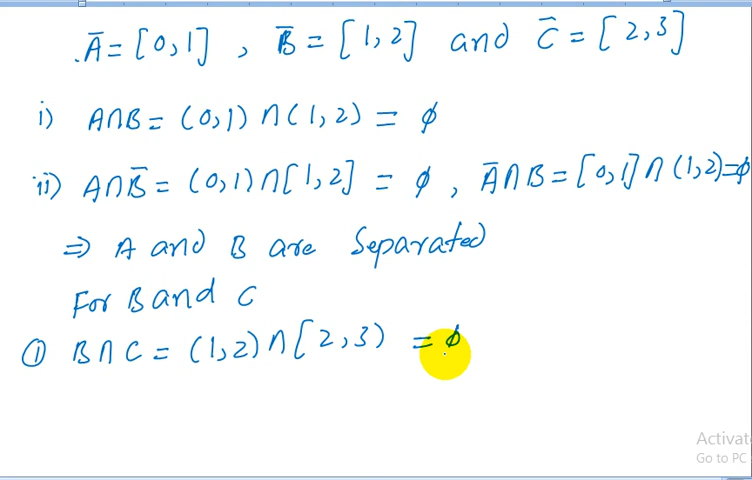 .A̅ = [0,1] , B̅ = [1,2] and C̅ = [2,3]
i) A∩B = (0,1) ∩ (1,2) = ϕ
ii) A∩B̅ = (0,1) ∩ [1,2] = ϕ , A̅∩B = [0,1] ∩ (1,2) = ϕ
⇒ A and B are Separated
For B and C
① B∩C = (1,2) ∩ [2,3) = ϕ
Activat
Go to PC